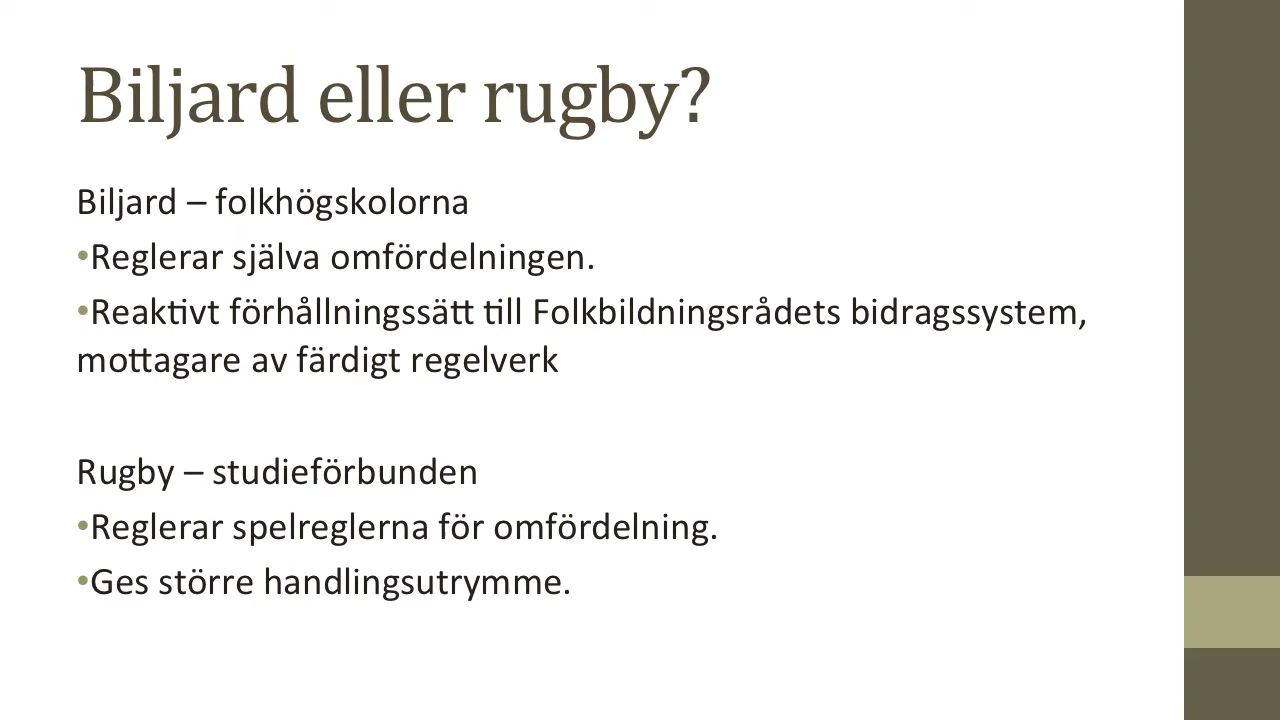 Biljard eller rugby?
Biljard – folkhögskolorna
•Reglerar själva omfördelningen.
•Reaktivt förhållningssätt till Folkbildningsrådets bidragssystem,
mottagare av färdigt regelverk
Rugby – studieförbunden
•Reglerar spelreglerna för omfördelning.
•Ges större handlingsutrymme.